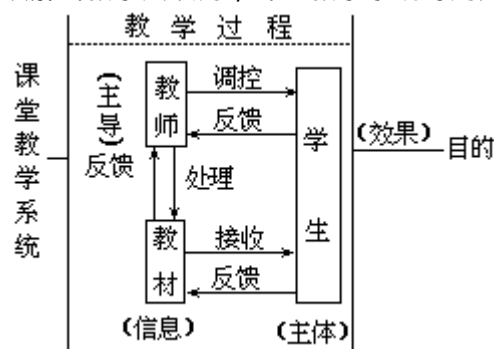 教学过程
课堂教学系统
(主导)
教师
调控
反馈
学生
反馈
处理
教材
接收
反馈
(信息)
(主体)
(效果)
目的